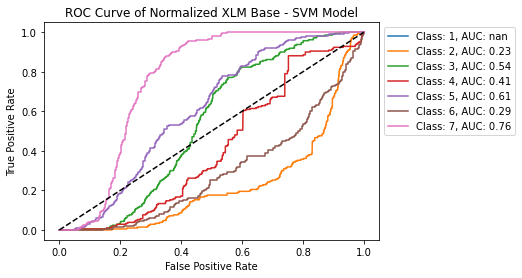 ROC Curve of Normalized XLM Base - SVM Model
True Positive Rate
1.0
0.8
0.6
0.4
0.2
0.0
0.0 0.2 0.4 0.6 0.8 1.0
False Positive Rate
Class: 1, AUC: nan
Class: 2, AUC: 0.23
Class: 3, AUC: 0.54
Class: 4, AUC: 0.41
Class: 5, AUC: 0.61
Class: 6, AUC: 0.29
Class: 7, AUC: 0.76